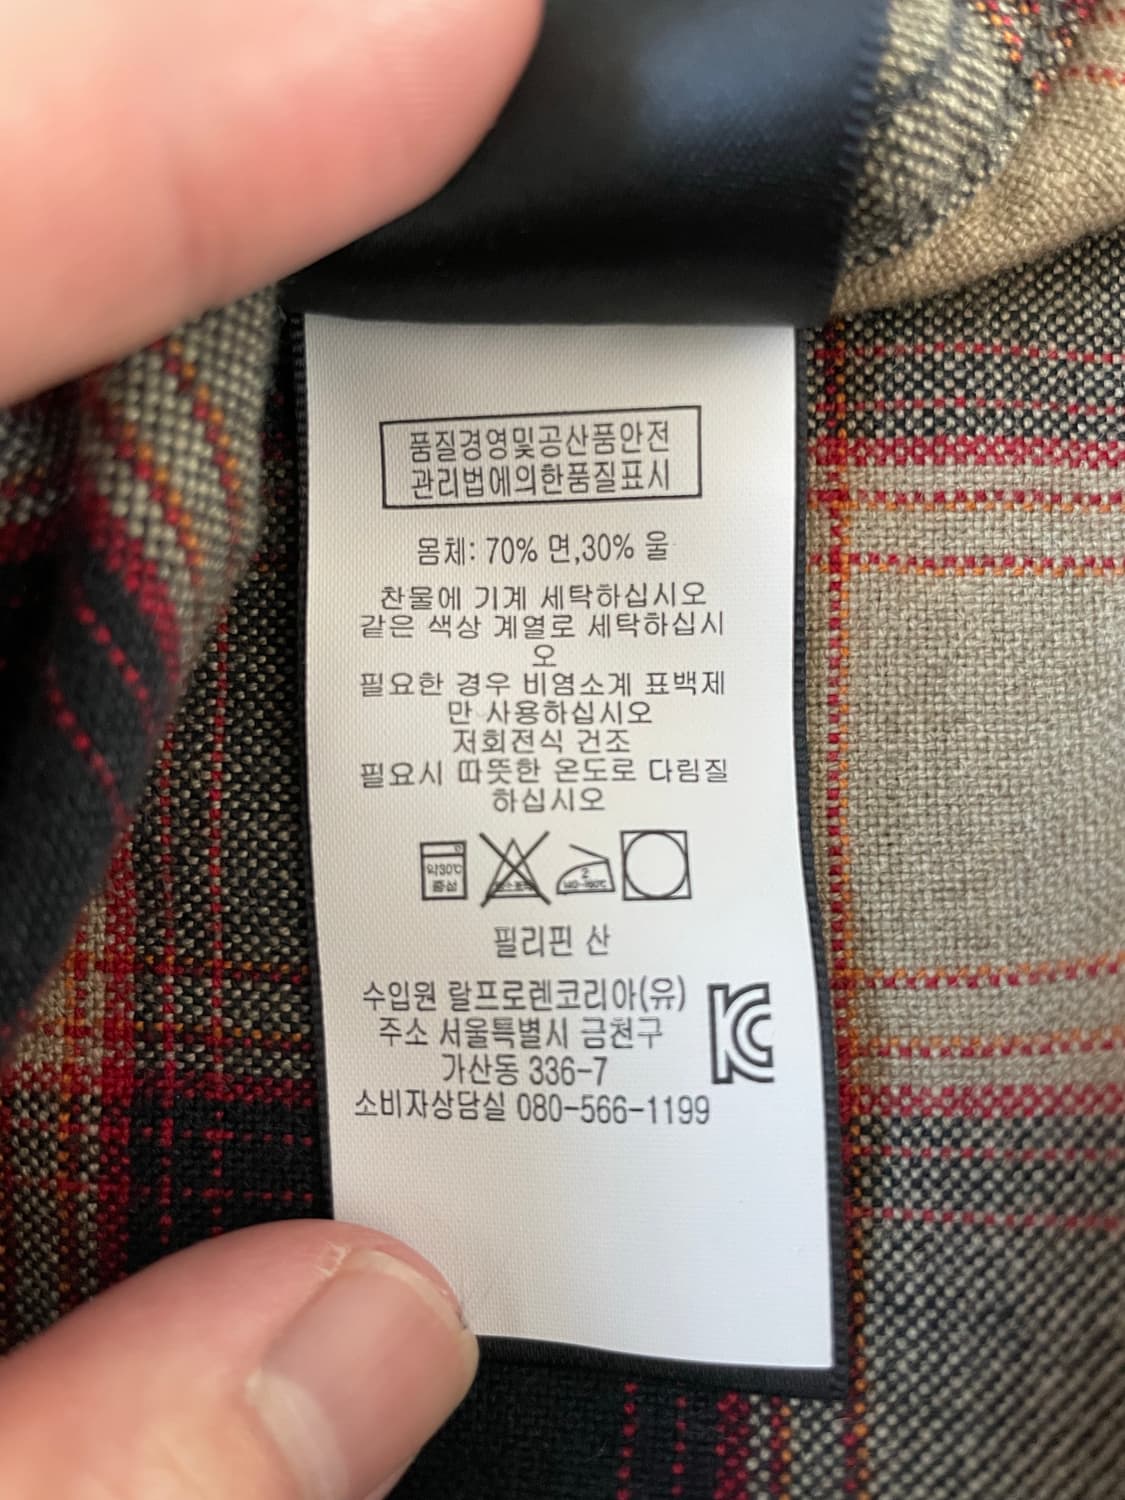 품질경영및공산품안전
관리법에의한품질표시
몸체: 70% 면,30% 울
찬물에 기계 세탁하십시오
같은 색상 계열로 세탁하십시
오
필요한 경우 비염소계 표백제
만 사용하십시오
저회전식 건조
필요시 따뜻한 온도로 다림질
하십시오
약30℃
중성
2
필리핀 산
수입원 랄프로렌코리아(유)
주소 서울특별시 금천구
가산동 336-7
소비자상담실 080-566-1199